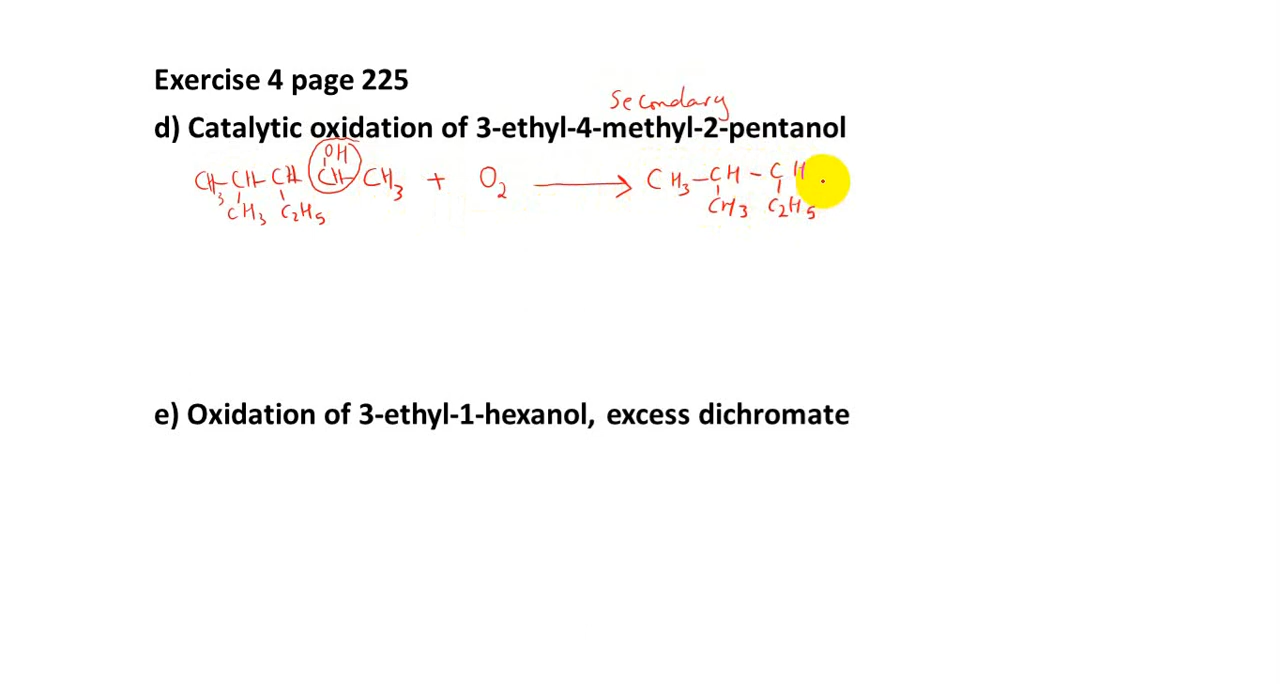 Exercise 4 page 225
Secondary
d) Catalytic oxidation of 3-ethyl-4-methyl-2-pentanol
OH
CH3-CH-CH-CH-CH3 + O2 → CH3-CH-CH
CH3 C2H5 CH3 C2H5
e) Oxidation of 3-ethyl-1-hexanol, excess dichromate